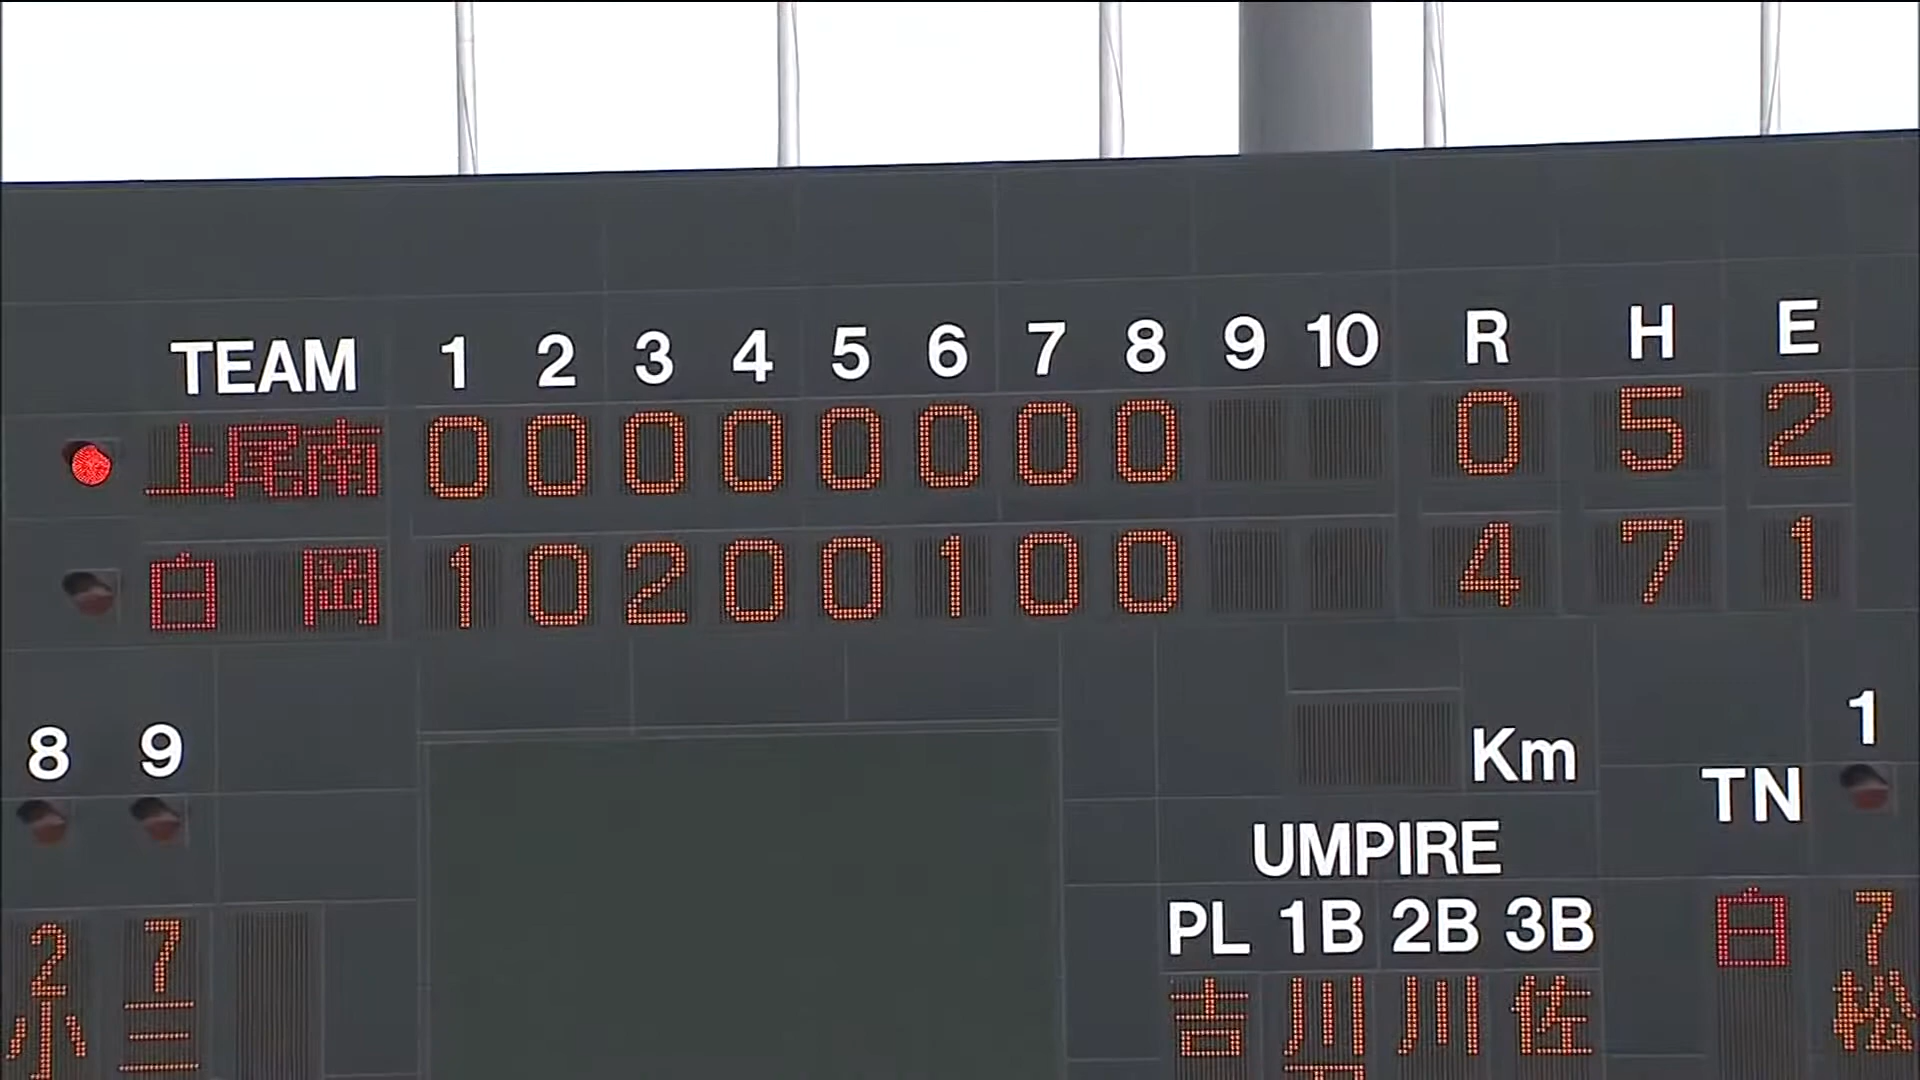 TEAM 1 2 3 4 5 6 7 8 9 10 R H E
上尾南 0 0 0 0 0 0 0 0 0 5 2
白岡 1 0 2 0 0 1 0 0 4 7 1
8 9 1
Km
TN
UMPIRE
PL 1B 2B 3B
2 7 白 7
小 三 吉 川 川 佐 松